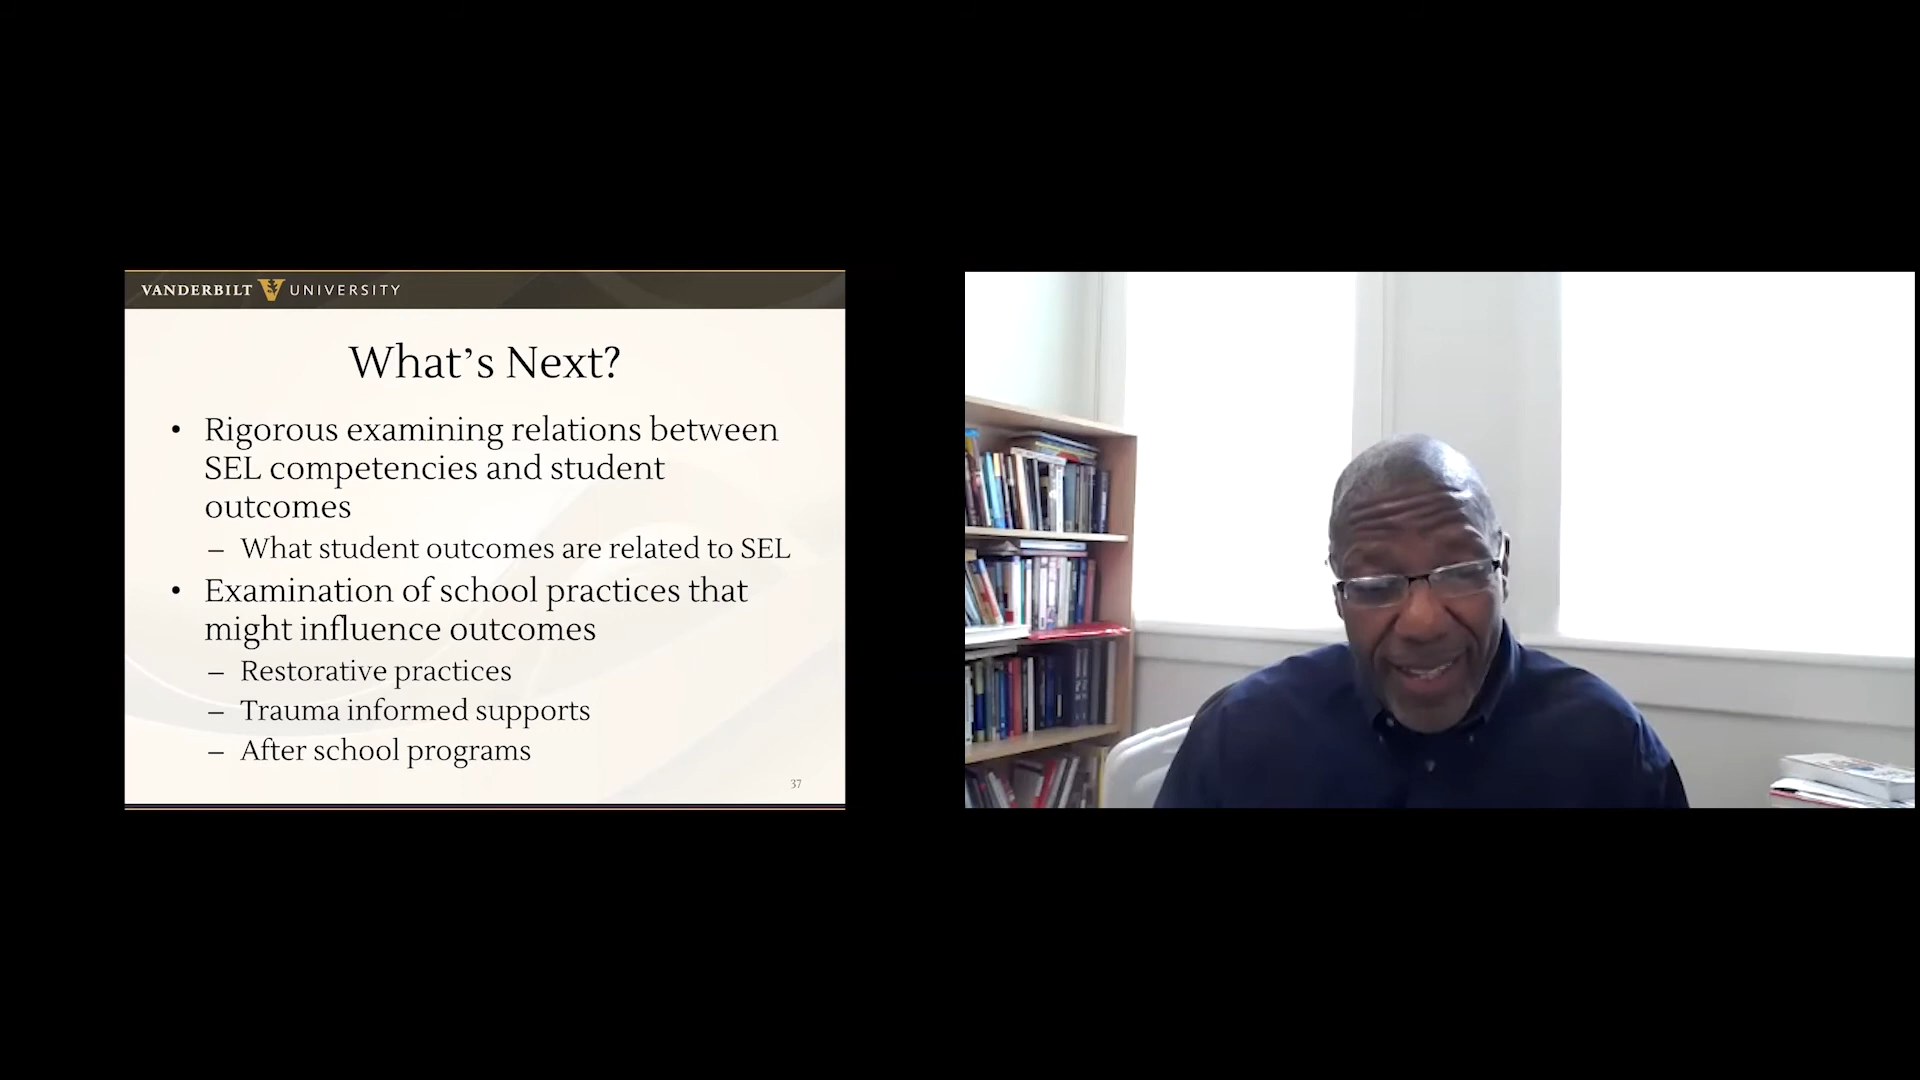 VANDERBILT UNIVERSITY
What's Next?
• Rigorous examining relations between
SEL competencies and student
outcomes
– What student outcomes are related to SEL
• Examination of school practices that
might influence outcomes
– Restorative practices
– Trauma informed supports
– After school programs
37